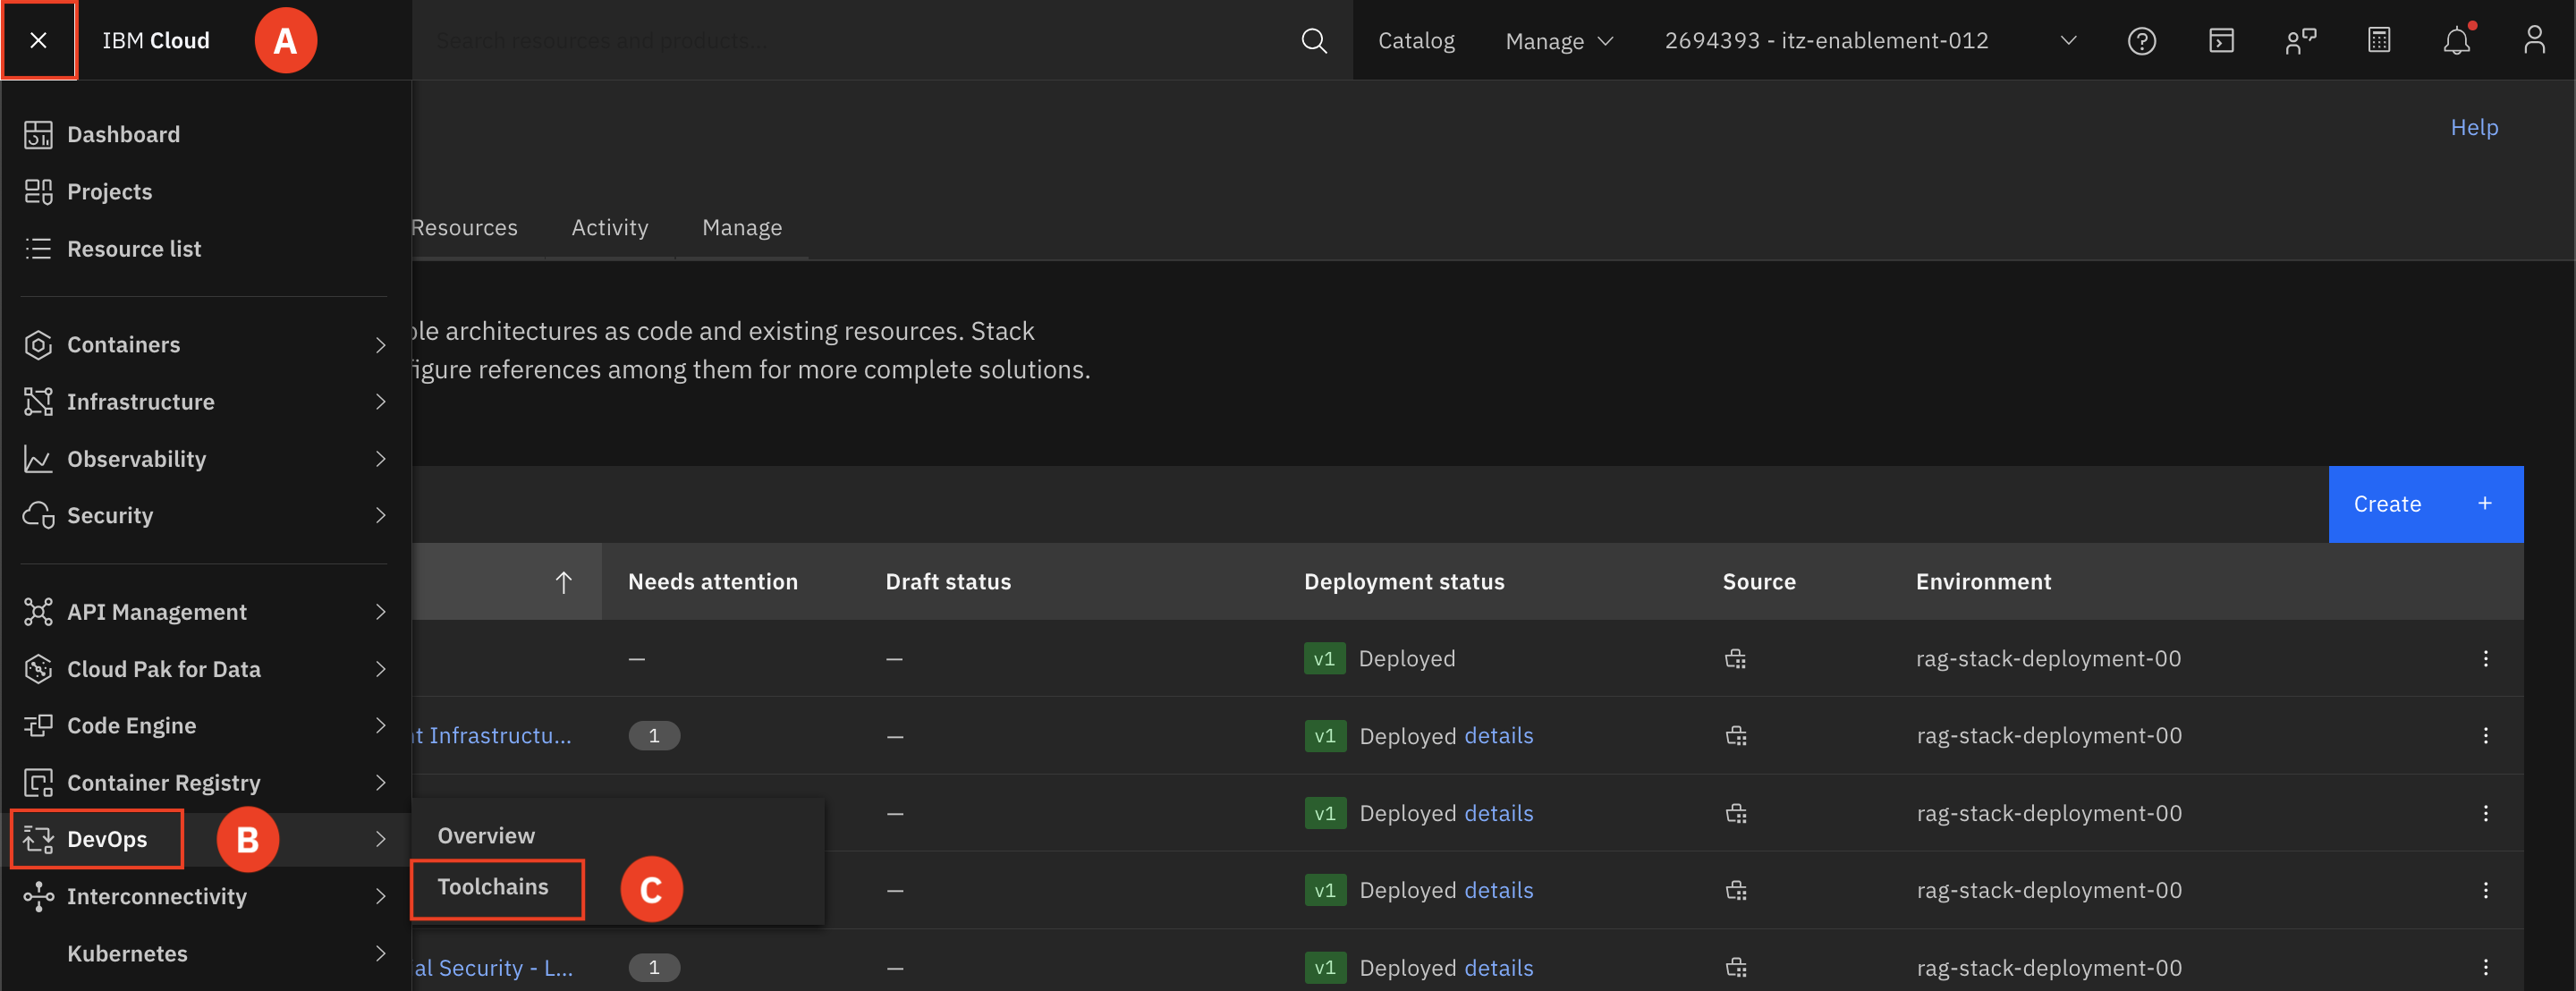 IBM Cloud
A
Search resources and products...
Catalog
Manage
2694393 - itz-enablement-012
Dashboard
Projects
Resource list
Containers
Infrastructure
Observability
Security
API Management
Cloud Pak for Data
Code Engine
Container Registry
DevOps
B
Interconnectivity
Kubernetes
Overview
Toolchains
C
Help
Resources
Activity
Manage
ble architectures as code and existing resources. Stack
figure references among them for more complete solutions.
Create +
Needs attention
Draft status
Deployment status
Source
Environment
— — v1 Deployed rag-stack-deployment-00
nt Infrastructu... 1 — v1 Deployed details rag-stack-deployment-00
— v1 Deployed details rag-stack-deployment-00
— v1 Deployed details rag-stack-deployment-00
ial Security - L... 1 — v1 Deployed details rag-stack-deployment-00